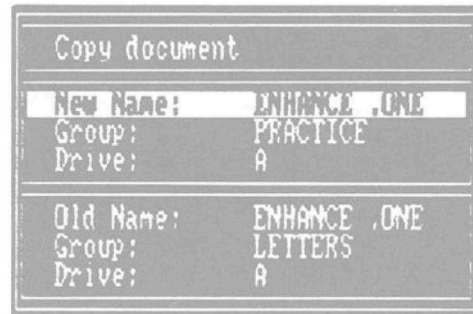 Copy document
New Name: ENHANCE .ONE
Group: PRACTICE
Drive: A
Old Name: ENHANCE .ONE
Group: LETTERS
Drive: A